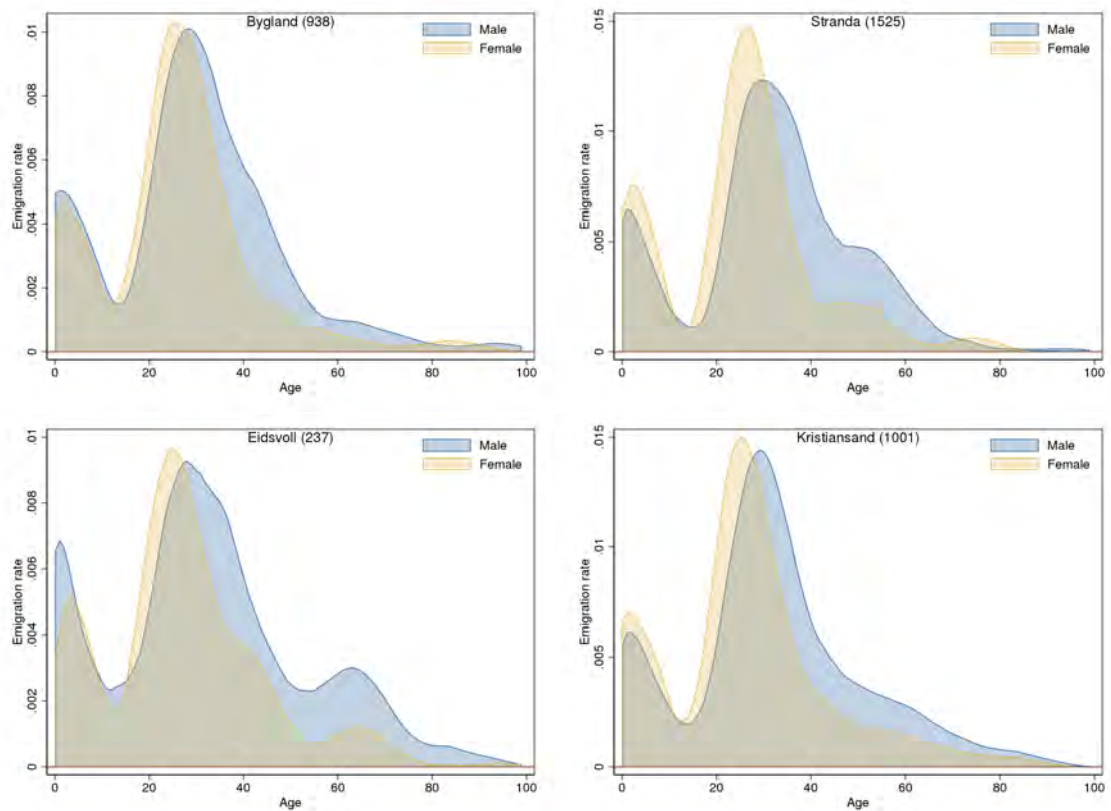 Bygland (938)
Male
Female
Emigration rate
.01
.008
.006
.004
.002
0
0 20 40 60 80 100
Age
Stranda (1525)
Male
Female
Emigration rate
.015
.01
.005
0
0 20 40 60 80 100
Age
Eidsvoll (237)
Male
Female
Emigration rate
.01
.008
.006
.004
.002
0
0 20 40 60 80 100
Age
Kristiansand (1001)
Male
Female
Emigration rate
.015
.01
.005
0
0 20 40 60 80 100
Age